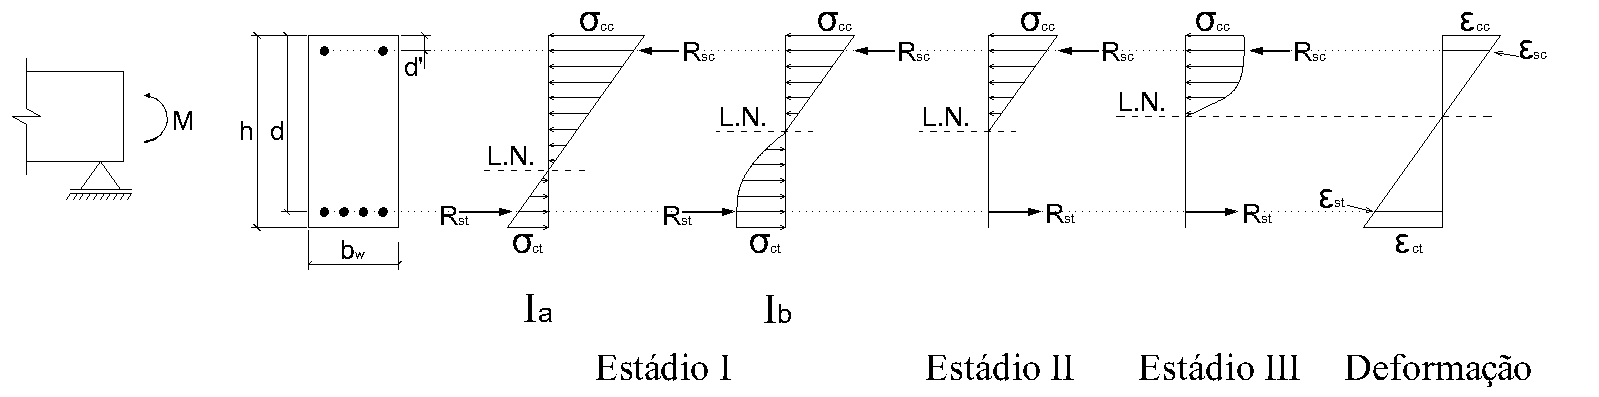 σcc σcc σcc σcc εcc
Rsc Rsc Rsc Rsc εsc
d'
M
h d
L.N. L.N. L.N.
L.N.
Rst Rst Rst Rst εst
σct σct εct
bw
Ia Ib
Estádio I Estádio II Estádio III Deformação